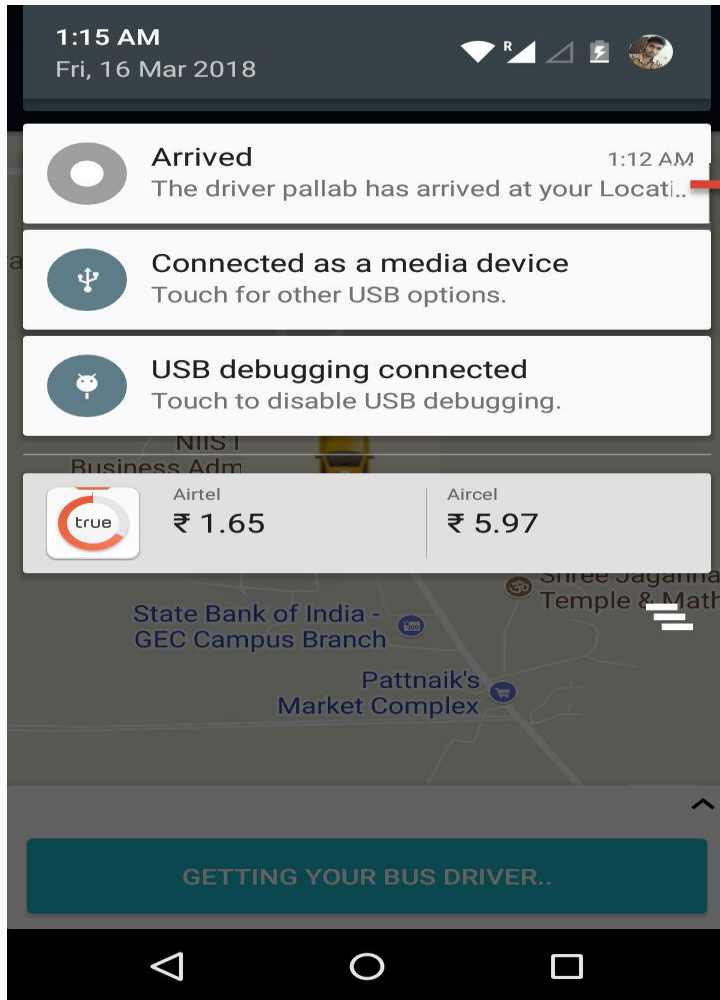 1:15 AM
Fri, 16 Mar 2018
R
Arrived
1:12 AM
The driver pallab has arrived at your Locati..
Connected as a media device
Touch for other USB options.
USB debugging connected
Touch to disable USB debugging.
NIIST
Business Adm
true
Airtel
₹ 1.65
Aircel
₹ 5.97
Shree Jaganna
Temple & Math
State Bank of India -
GEC Campus Branch
Pattnaik's
Market Complex
GETTING YOUR BUS DRIVER..